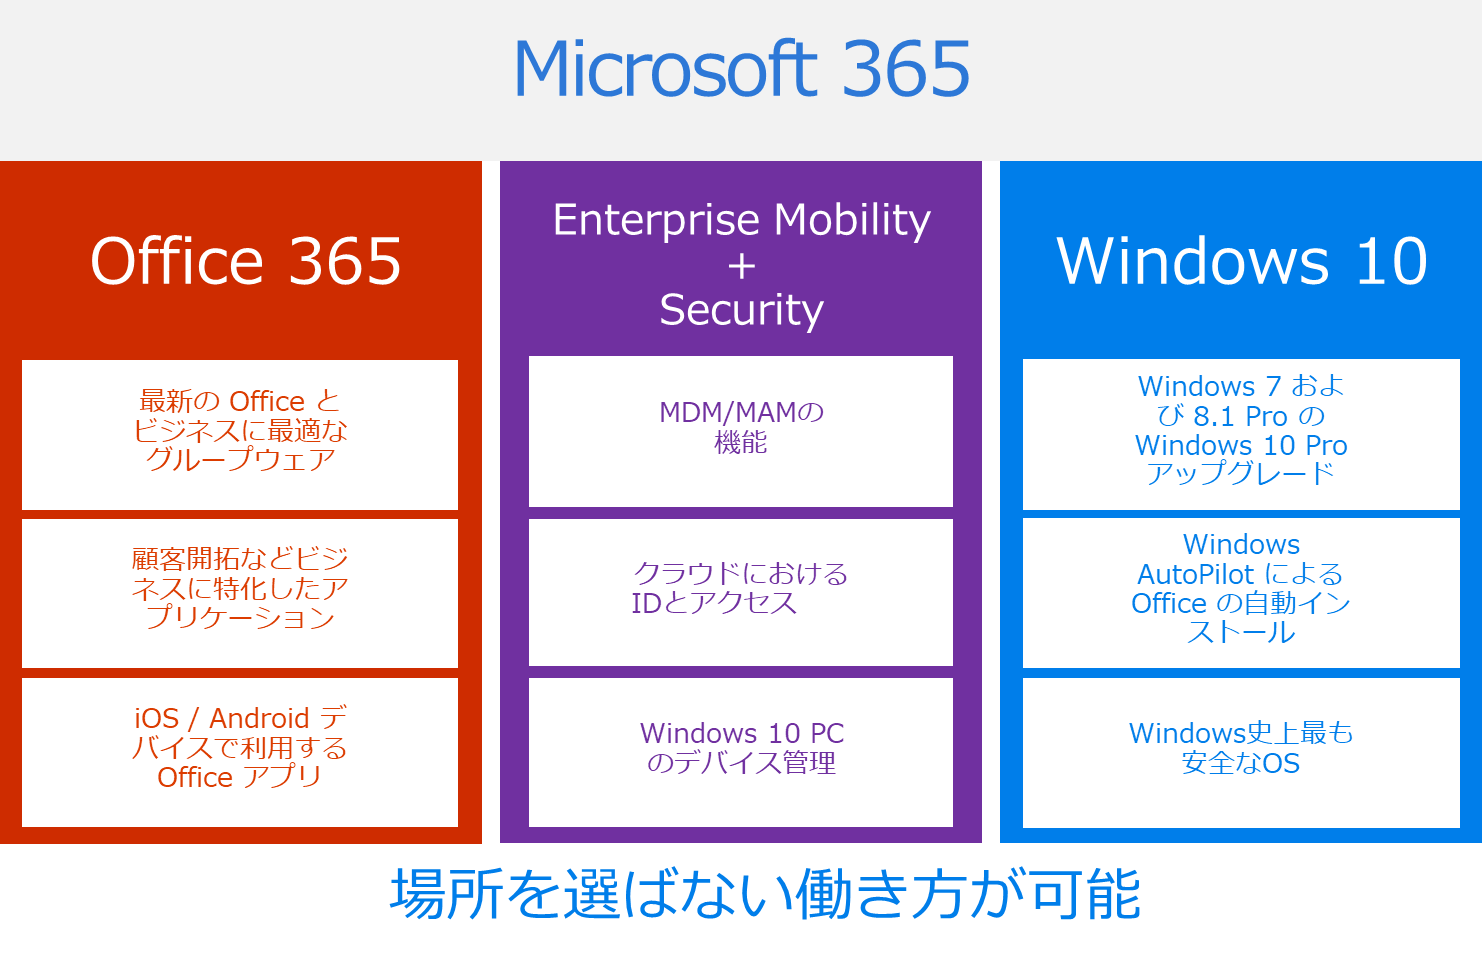 Microsoft 365
Office 365
最新の Office と
ビジネスに最適な
グループウェア
顧客開拓などビジ
ネスに特化したア
プリケーション
iOS / Android デ
バイスで利用する
Office アプリ
Enterprise Mobility
+
Security
MDM/MAMの
機能
クラウドにおける
IDとアクセス
Windows 10 PC
のデバイス管理
Windows 10
Windows 7 およ
び 8.1 Pro の
Windows 10 Pro
アップグレード
Windows
AutoPilot による
Office の自動イン
ストール
Windows史上最も
安全なOS
場所を選ばない働き方が可能